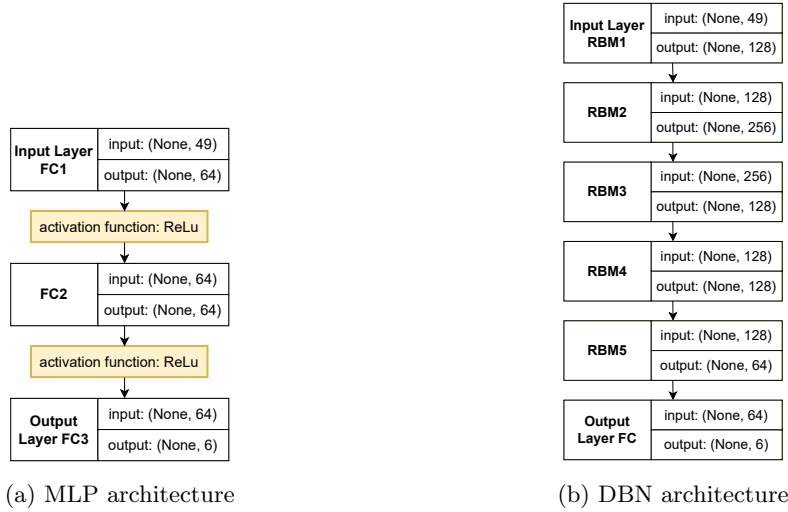 Input Layer
FC1
input: (None, 49)
output: (None, 64)
activation function: ReLu
FC2
input: (None, 64)
output: (None, 64)
activation function: ReLu
Output
Layer FC3
input: (None, 64)
output: (None, 6)
(a) MLP architecture
Input Layer
RBM1
input: (None, 49)
output: (None, 128)
RBM2
input: (None, 128)
output: (None, 256)
RBM3
input: (None, 256)
output: (None, 128)
RBM4
input: (None, 128)
output: (None, 128)
RBM5
input: (None, 128)
output: (None, 64)
Output
Layer FC
input: (None, 64)
output: (None, 6)
(b) DBN architecture